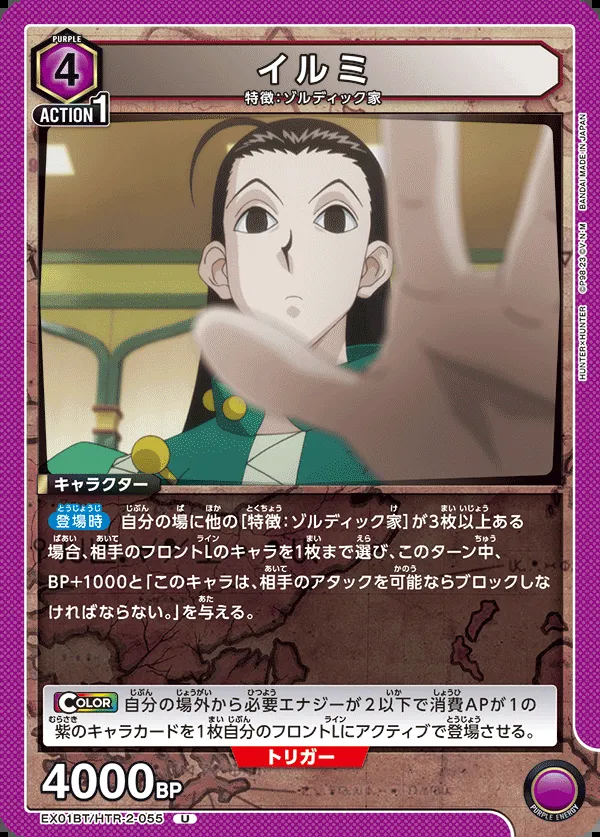 PURPLE
4
ACTION 1
イルミ
特徴:ゾルディック家
HUNTER×HUNTER ©P98-23 ©V・N・M BANDAI MADE IN JAPAN
キャラクター
登場時 自分の場に他の[特徴:ゾルディック家]が3枚以上ある
場合、相手のフロントLのキャラを1枚まで選び、このターン中、
BP+1000と「このキャラは、相手のアタックを可能ならブロックしな
ければならない。」を与える。
COLOR 自分の場外から必要エナジーが2以下で消費APが1の
紫のキャラカードを1枚自分のフロントLにアクティブで登場させる。
トリガー
4000BP
EX01BT/HTR-2-055 U
PURPLE ENERGY